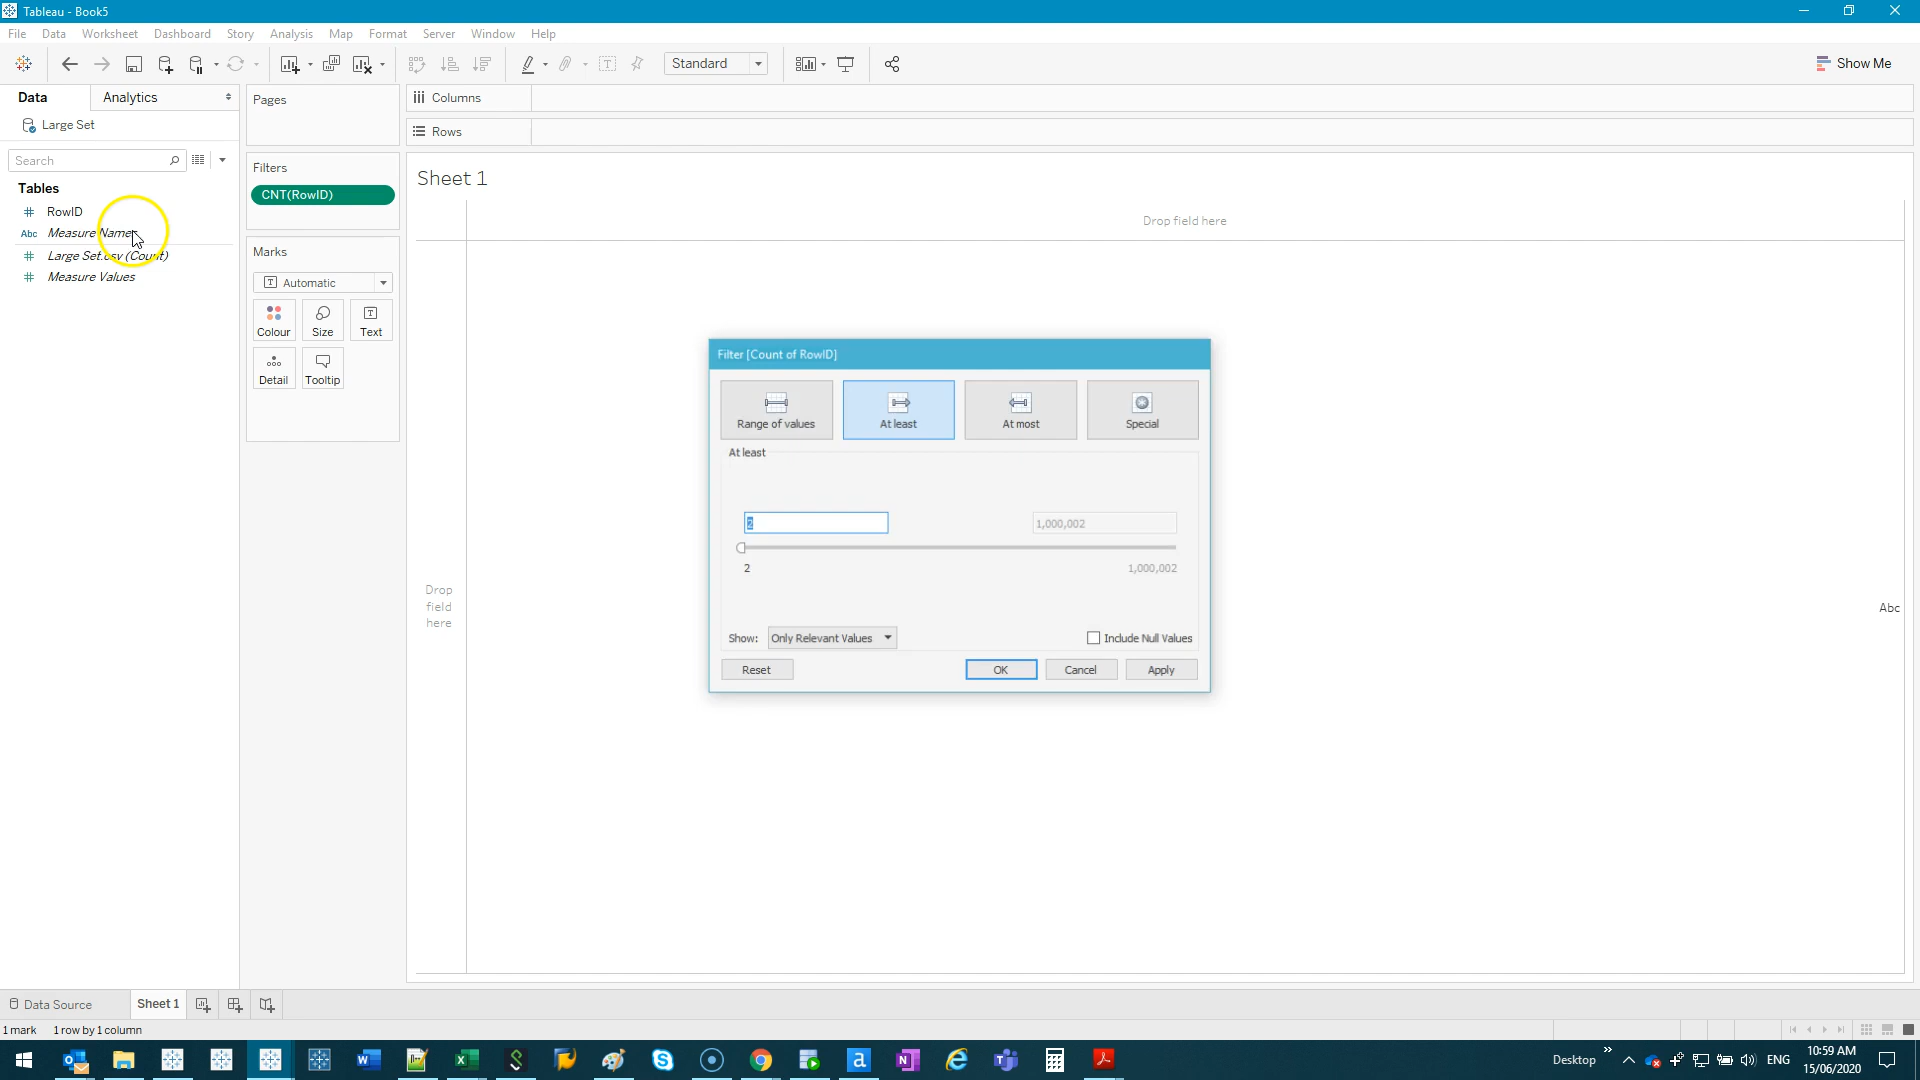 Tableau - Book5
File Data Worksheet Dashboard Story Analysis Map Format Server Window Help
Standard
Show Me
Data
Analytics
Large Set
Search
Tables
RowID
Abc Measure Names
Large Set.csv (Count)
Measure Values
Pages
Filters
CNT(RowID)
Marks
Automatic
Colour Size Text
Detail Tooltip
Columns
Rows
Sheet 1
Drop field here
Drop
field
here
Abc
Filter [Count of RowID]
Range of values
At least
At most
Special
At least
2
1,000,002
2
1,000,002
Show: Only Relevant Values
Include Null Values
Reset
OK
Cancel
Apply
Data Source
Sheet 1
1 mark 1 row by 1 column
Desktop
ENG
10:59 AM
15/06/2020